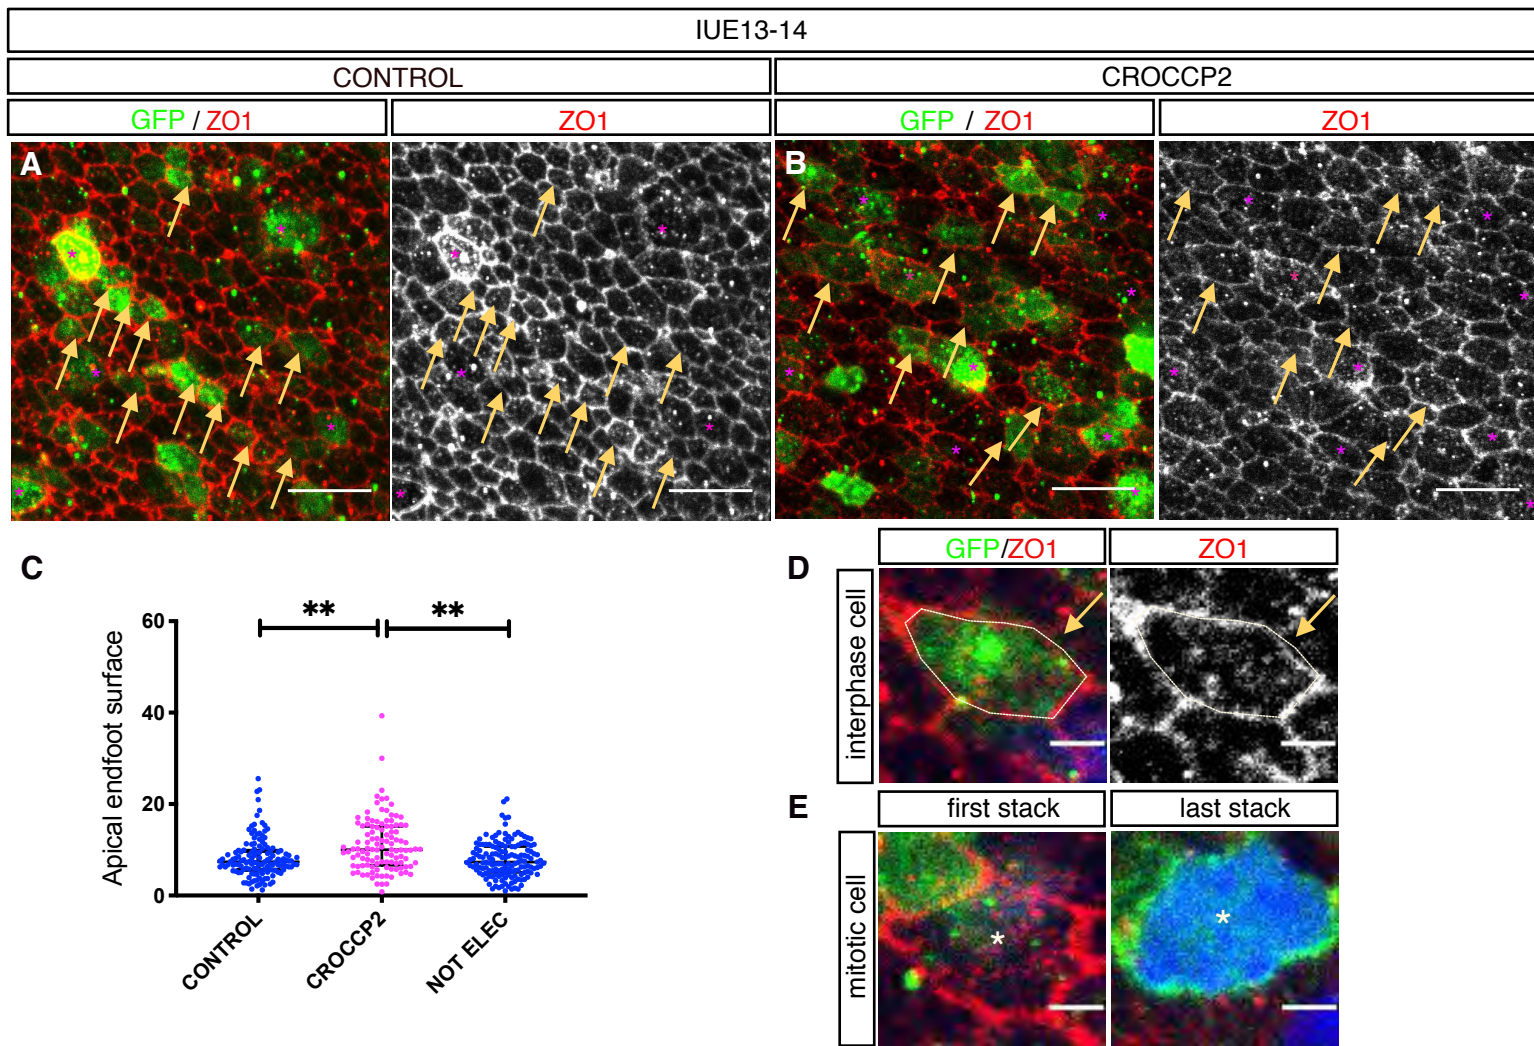 IUE13-14
CONTROL CROCCP2
GFP / ZO1 ZO1 GFP / ZO1 ZO1
A B
C
** **
Apical endfoot surface
60
40
20
0
CONTROL CROCCP2 NOT ELEC
D GFP/ZO1 ZO1
interphase cell
E first stack last stack
mitotic cell